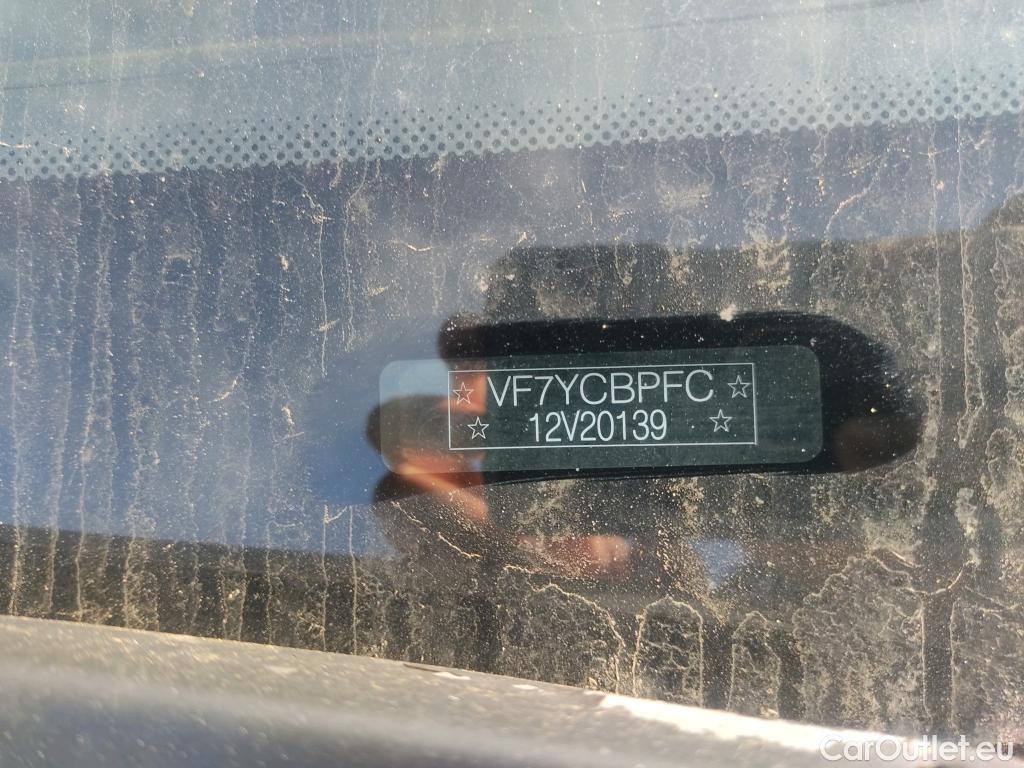 ☆ VF7YCBPFC ☆
☆ 12V20139 ☆
CarOutlet.eu